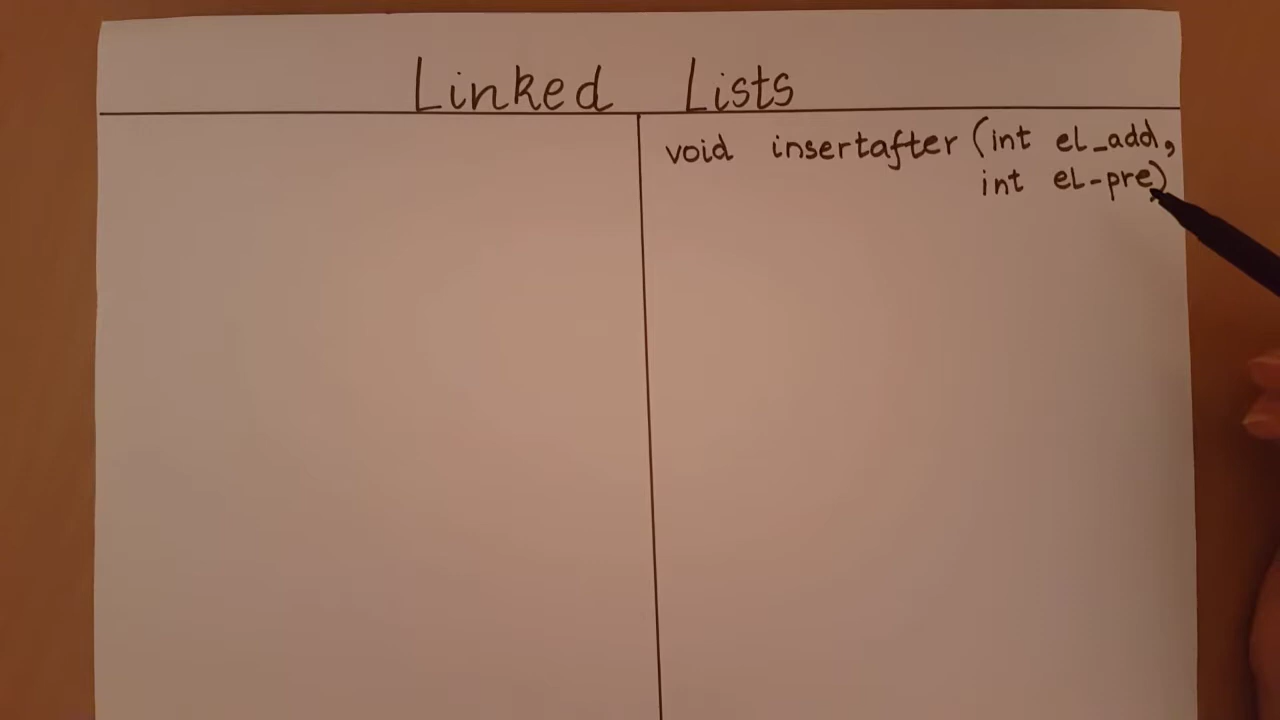 Linked Lists
void insertafter (int el_add,
int el-pre)